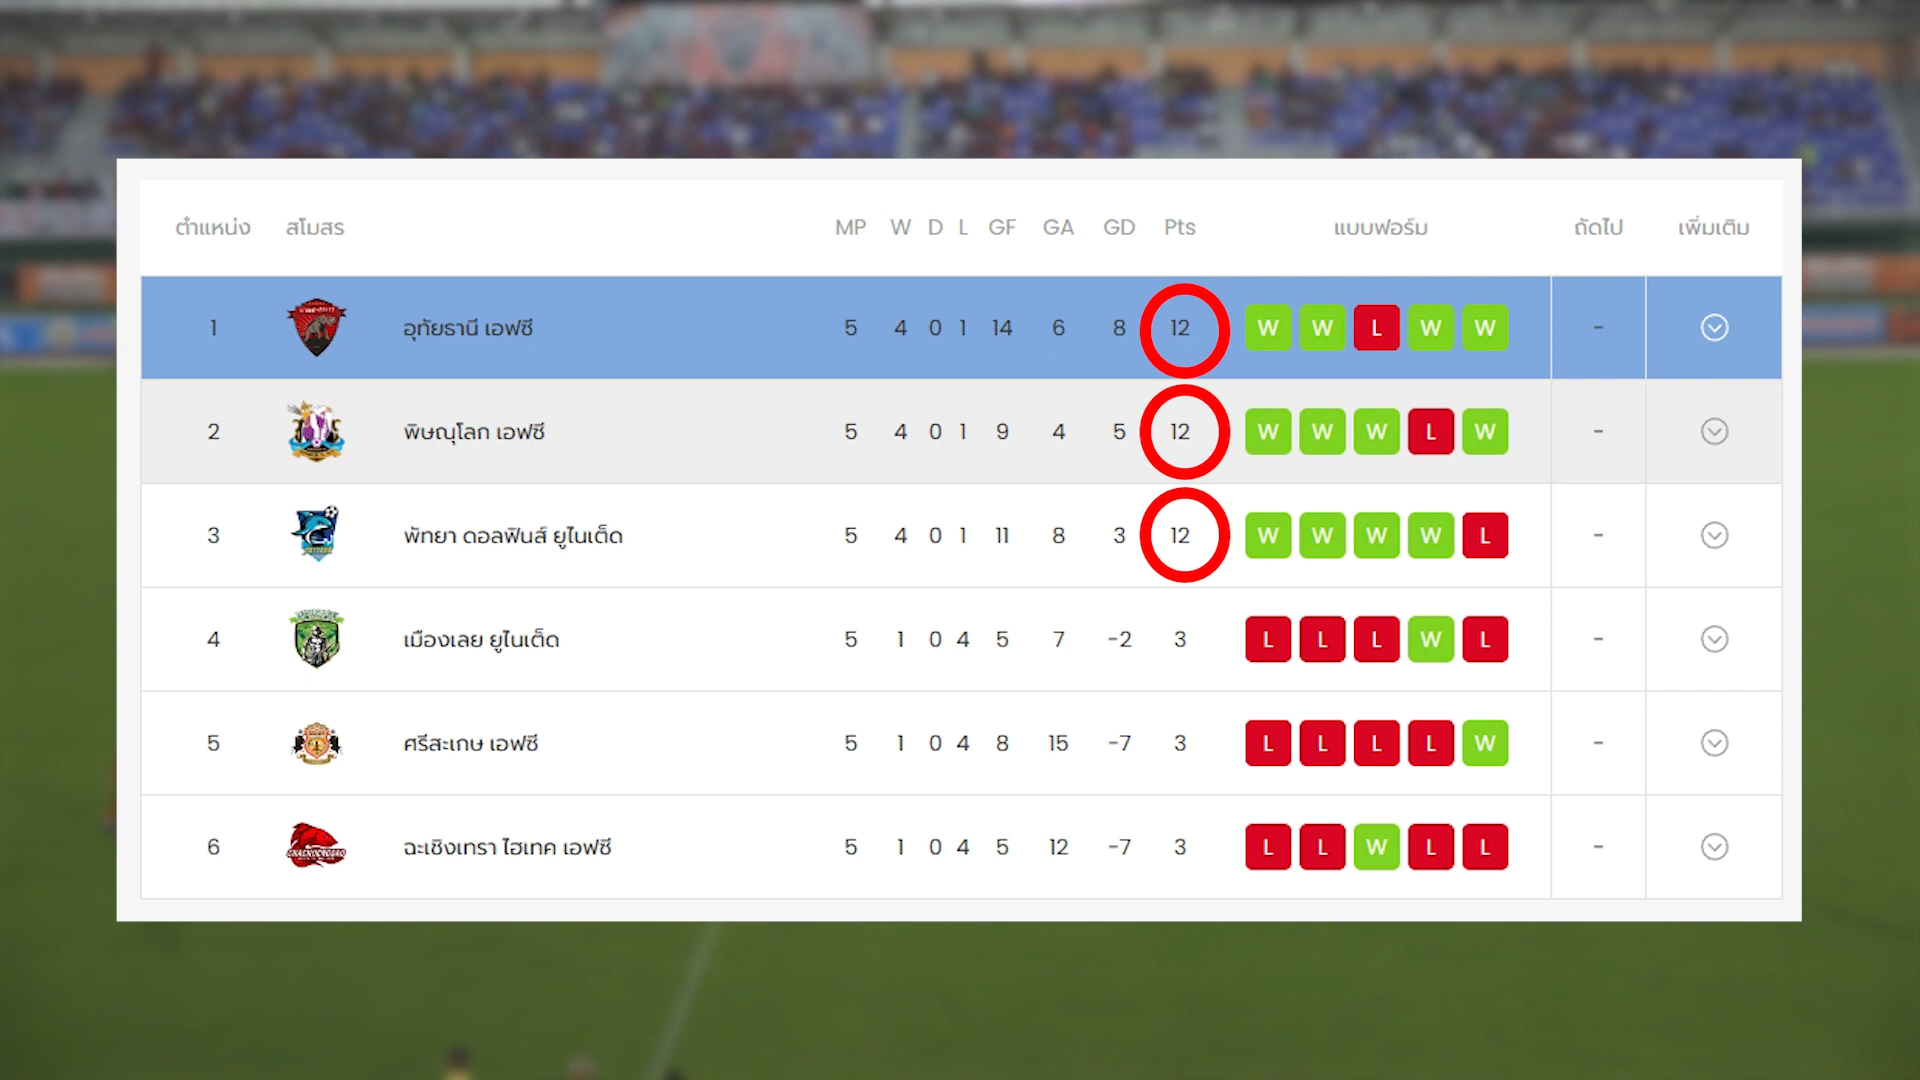 ตำแหน่ง สโมสร MP W D L GF GA GD Pts แบบฟอร์ม ถัดไป เพิ่มเติม
1 อุทัยธานี เอฟซี 5 4 0 1 14 6 8 12 W W L W W -
2 พิษณุโลก เอฟซี 5 4 0 1 9 4 5 12 W W W L W -
3 พัทยา ดอลฟินส์ ยูไนเต็ด 5 4 0 1 11 8 3 12 W W W W L -
4 เมืองเลย ยูไนเต็ด 5 1 0 4 5 7 -2 3 L L L W L -
5 ศรีสะเกษ เอฟซี 5 1 0 4 8 15 -7 3 L L L L W -
6 ฉะเชิงเทรา ไฮเทค เอฟซี 5 1 0 4 5 12 -7 3 L L W L L -